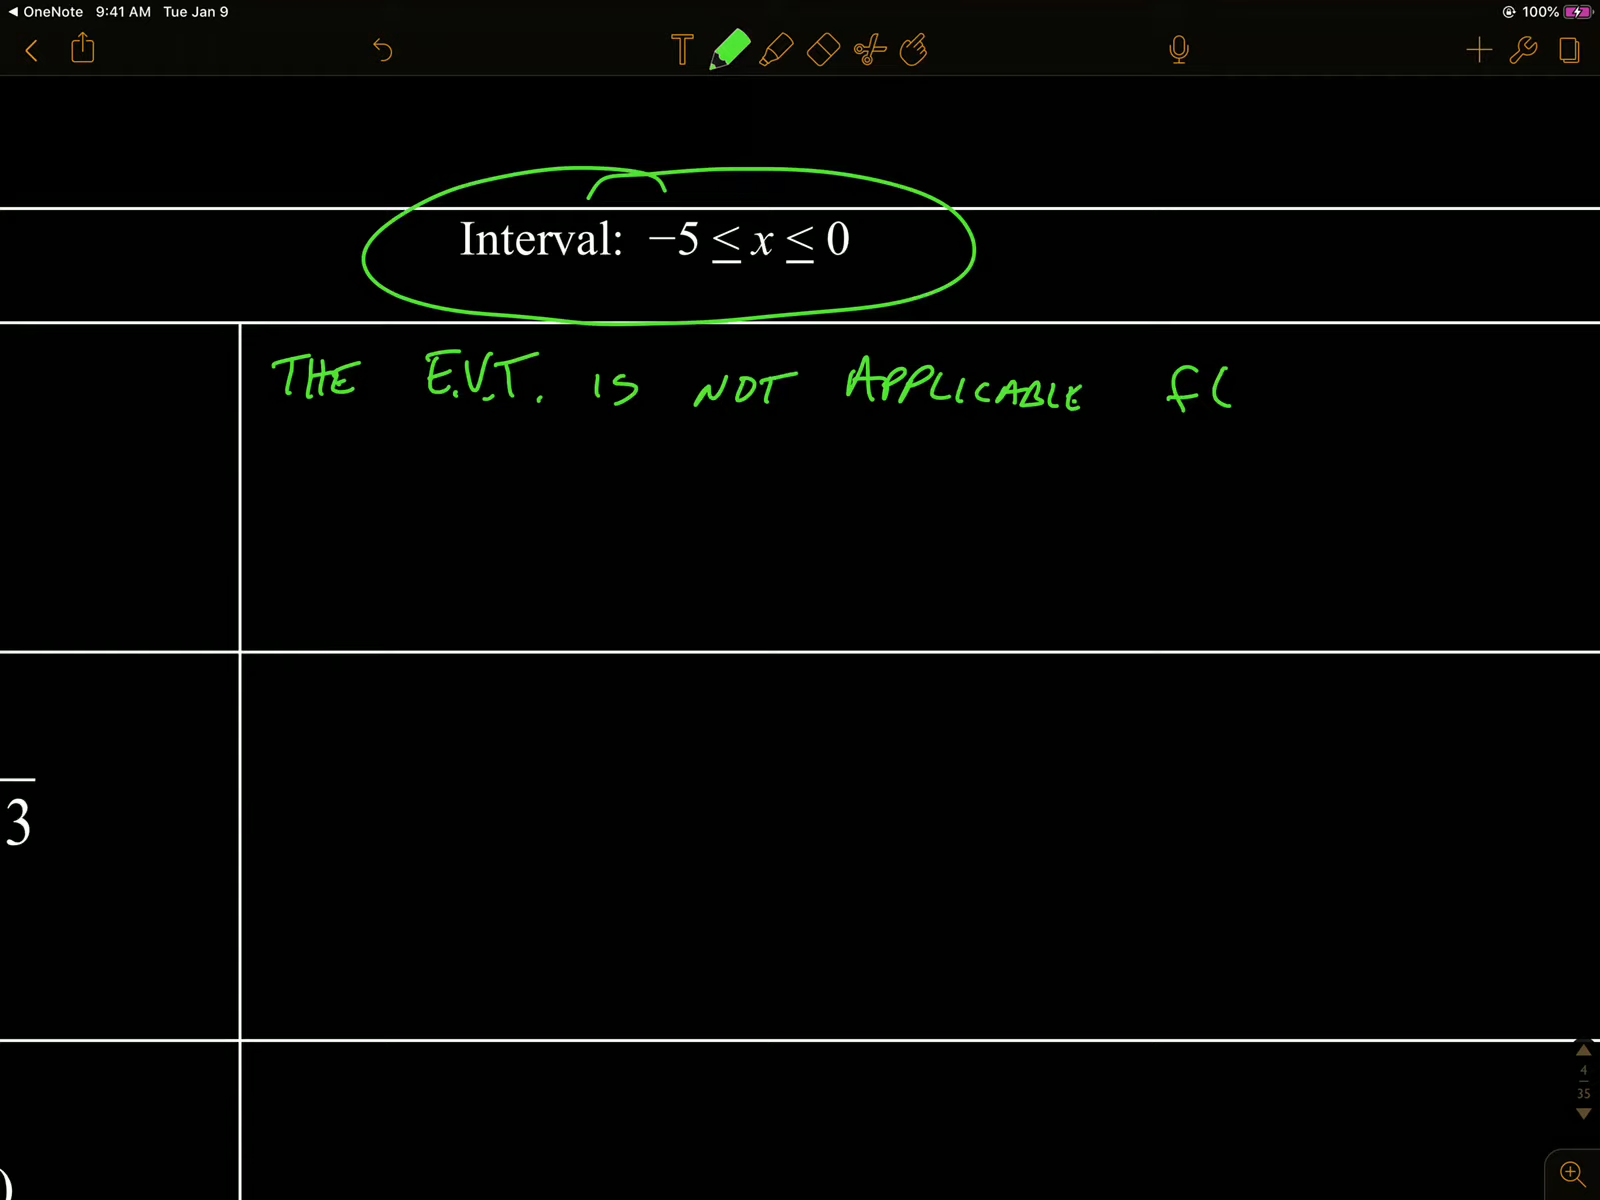 ◀ OneNote 9:41 AM Tue Jan 9 100%
T
Interval: −5 ≤ x ≤ 0
THE E.V.T. IS NOT APPLICABLE F(
3
4
35
)